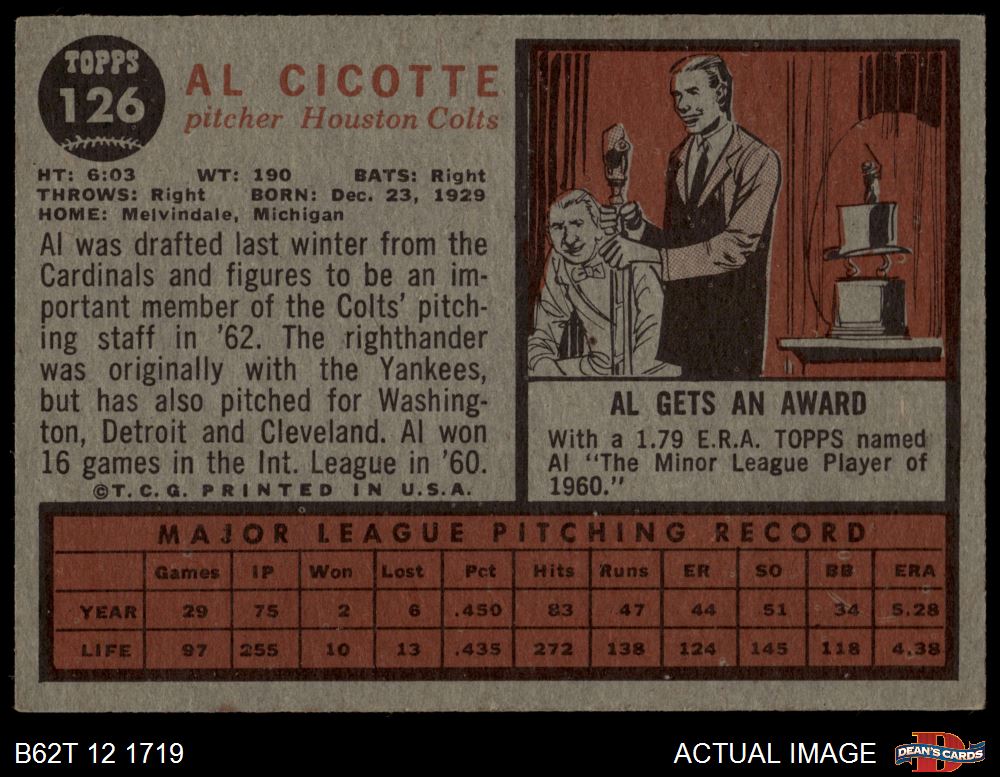 TOPPS
126
AL CICOTTE
pitcher Houston Colts
HT: 6:03 WT: 190 BATS: Right
THROWS: Right BORN: Dec. 23, 1929
HOME: Melvindale, Michigan
Al was drafted last winter from the
Cardinals and figures to be an im-
portant member of the Colts' pitch-
ing staff in '62. The righthander
was originally with the Yankees,
but has also pitched for Washing-
ton, Detroit and Cleveland. Al won
16 games in the Int. League in '60.
©T.C.G. PRINTED IN U.S.A.
AL GETS AN AWARD
With a 1.79 E.R.A. TOPPS named
Al "The Minor League Player of
1960."
MAJOR LEAGUE PITCHING RECORD
Games IP Won Lost Pct Hits Runs ER SO BB ERA
YEAR 29 75 2 6 .450 83 47 44 51 34 5.28
LIFE 97 255 10 13 .435 272 138 124 145 118 4.38
B62T 12 1719
ACTUAL IMAGE
DEAN'S CARDS